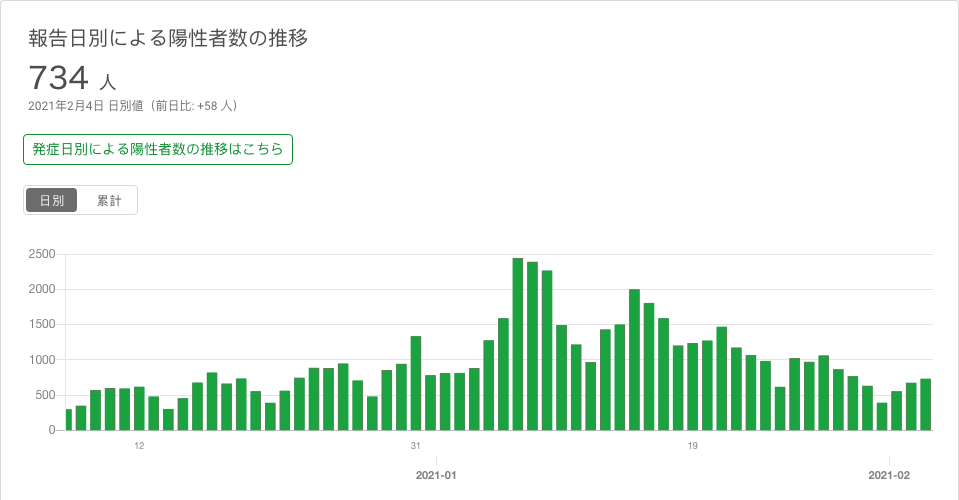 報告日別による陽性者数の推移
734 人
2021年2月4日 日別値（前日比: +58 人）
発症日別による陽性者数の推移はこちら
日別 累計
2500
2000
1500
1000
500
0
12 31 19
2021-01 2021-02